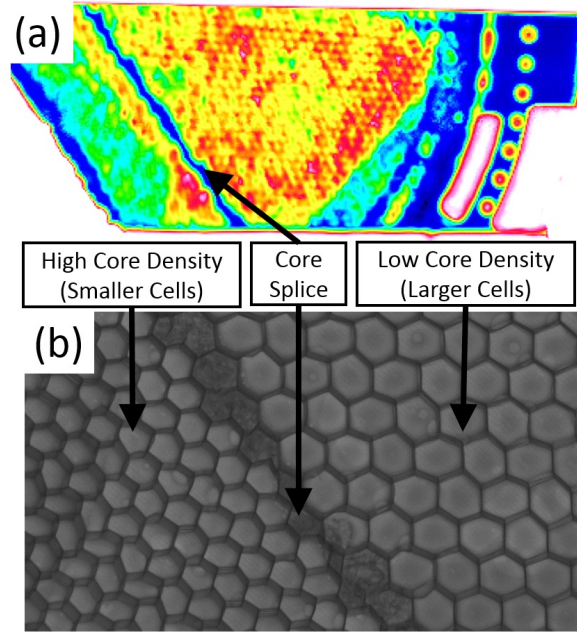 (a)
High Core Density
(Smaller Cells)
Core
Splice
Low Core Density
(Larger Cells)
(b)